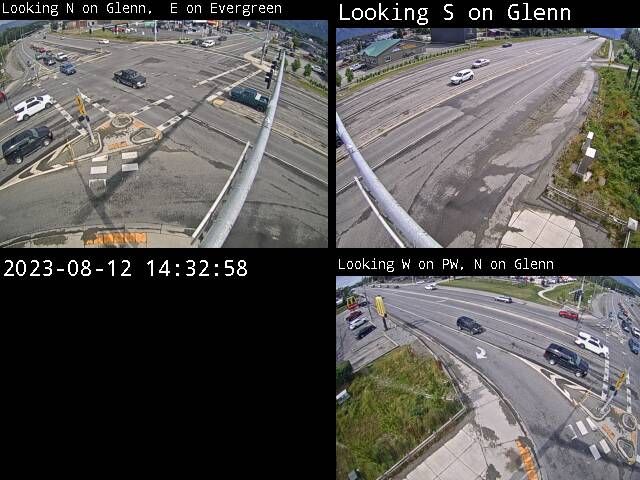 Looking N on Glenn,  E on Evergreen
Looking S on Glenn
2023-08-12 14:32:58
Looking W on PW, N on Glenn